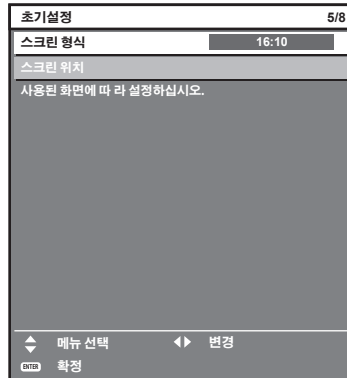 초기설정 5/8
스크린 형식 16:10
스크린 위치
사용된 화면에 따 라 설정하십시오.
메뉴 선택 변경
ENTER 확정